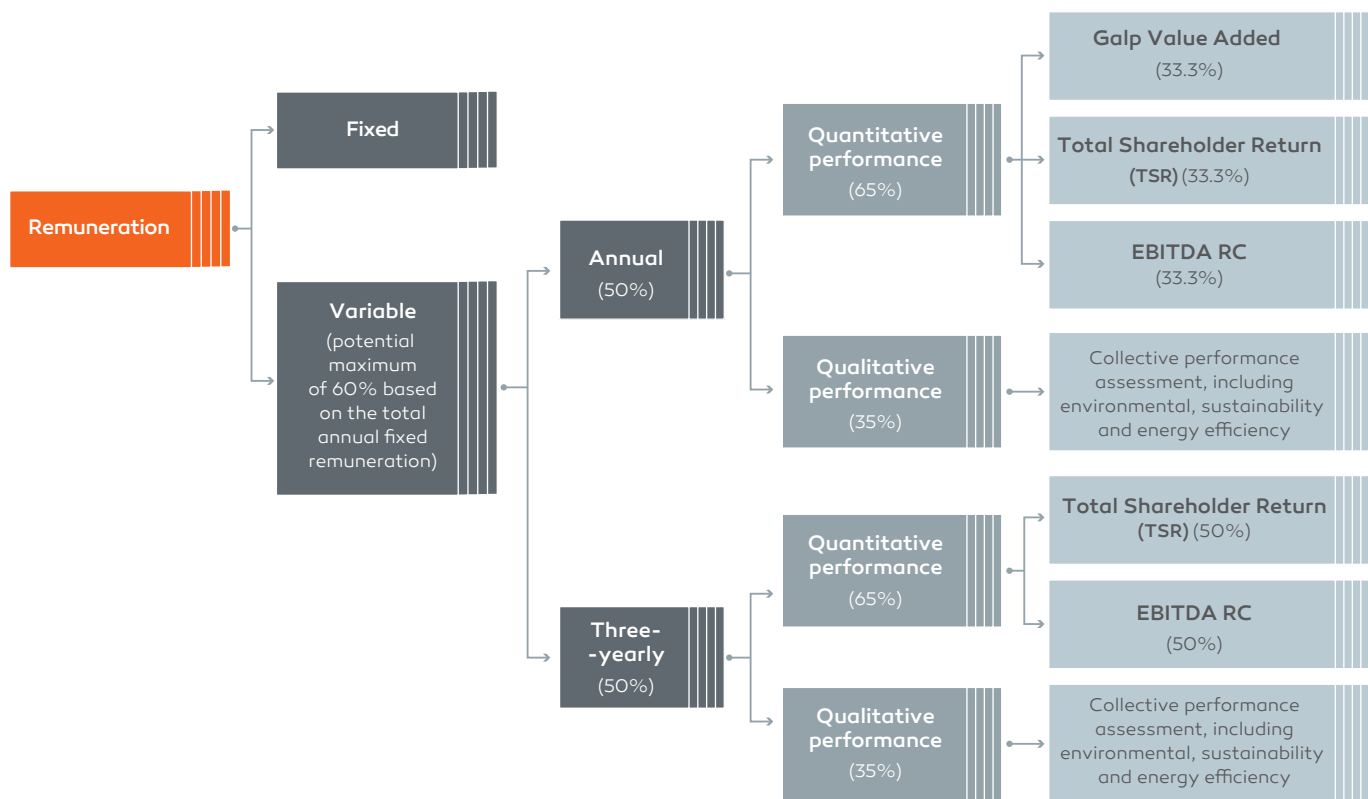 Remuneration
Fixed
Variable
(potential
maximum
of 60% based
on the total
annual fixed
remuneration)
Annual
(50%)
Three-
-yearly
(50%)
Quantitative
performance
(65%)
Qualitative
performance
(35%)
Quantitative
performance
(65%)
Qualitative
performance
(35%)
Galp Value Added
(33.3%)
Total Shareholder Return
(TSR) (33.3%)
EBITDA RC
(33.3%)
Collective performance
assessment, including
environmental, sustainability
and energy efficiency
Total Shareholder Return
(TSR) (50%)
EBITDA RC
(50%)
Collective performance
assessment, including
environmental, sustainability
and energy efficiency